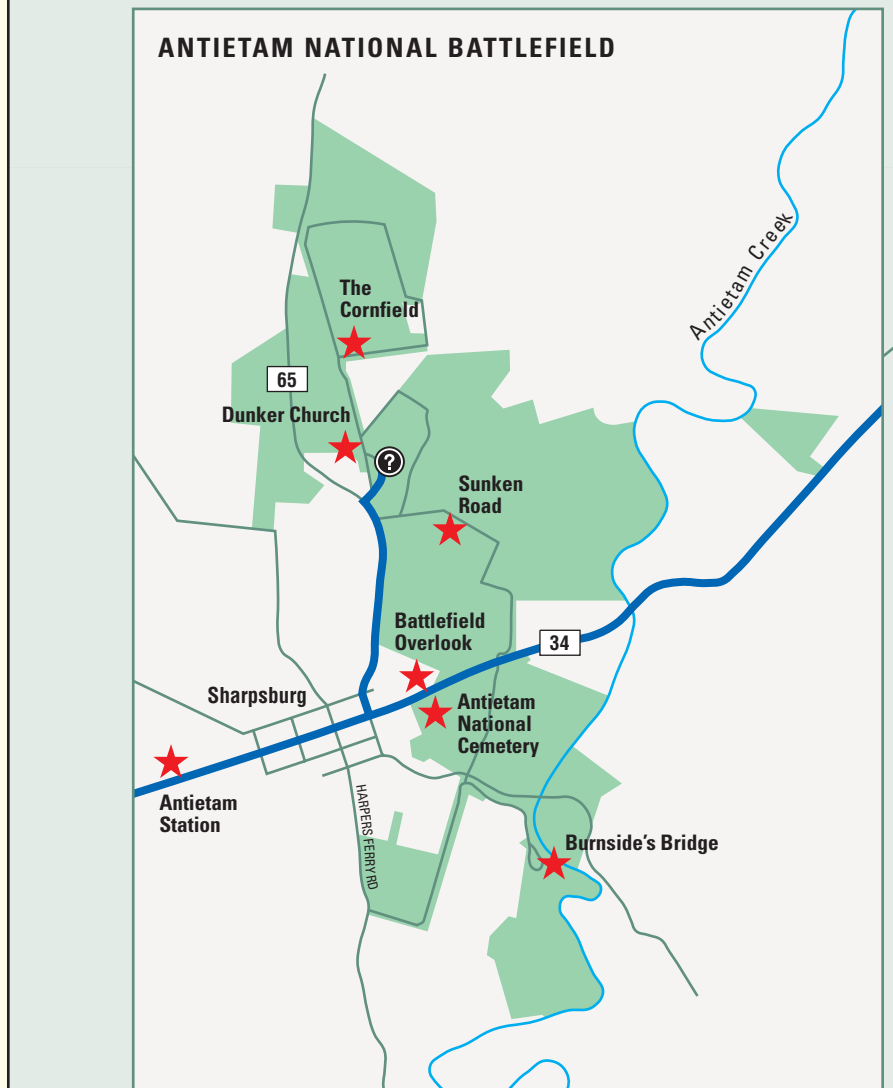 ANTIETAM NATIONAL BATTLEFIELD
Antietam Creek
The
Cornfield
65
Dunker Church
?
Sunken
Road
Battlefield
Overlook
34
Sharpsburg
Antietam
National
Cemetery
Antietam
Station
HARPERS FERRY RD
Burnside's Bridge